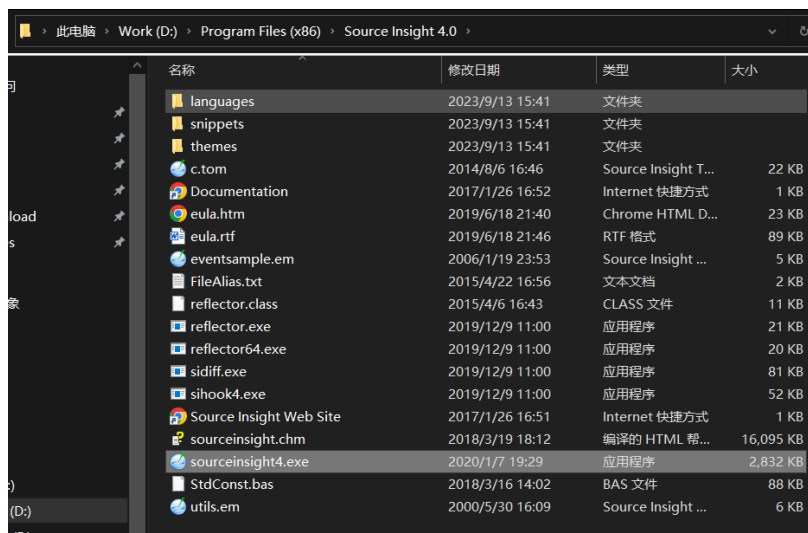 此电脑 › Work (D:) › Program Files (x86) › Source Insight 4.0 ›
名称 修改日期 类型 大小
languages 2023/9/13 15:41 文件夹
snippets 2023/9/13 15:41 文件夹
themes 2023/9/13 15:41 文件夹
c.tom 2014/8/6 16:46 Source Insight T... 22 KB
Documentation 2017/1/26 16:52 Internet 快捷方式 1 KB
load
eula.htm 2019/6/18 21:40 Chrome HTML D... 23 KB
eula.rtf 2019/6/18 21:46 RTF 格式 89 KB
s
eventsample.em 2006/1/19 23:53 Source Insight ... 5 KB
FileAlias.txt 2015/4/22 16:56 文本文档 2 KB
象
reflector.class 2015/4/6 16:43 CLASS 文件 11 KB
reflector.exe 2019/12/9 11:00 应用程序 21 KB
reflector64.exe 2019/12/9 11:00 应用程序 20 KB
sidiff.exe 2019/12/9 11:00 应用程序 81 KB
sihook4.exe 2019/12/9 11:00 应用程序 52 KB
Source Insight Web Site 2017/1/26 16:51 Internet 快捷方式 1 KB
sourceinsight.chm 2018/3/19 18:12 编译的 HTML 帮... 16,095 KB
sourceinsight4.exe 2020/1/7 19:29 应用程序 2,832 KB
:)
StdConst.bas 2018/3/16 14:02 BAS 文件 88 KB
(D:)
utils.em 2000/5/30 16:09 Source Insight ... 6 KB